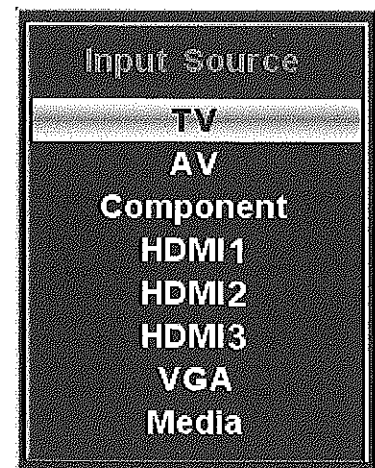 Input Source
TV
AV
Component
HDMI1
HDMI2
HDMI3
VGA
Media